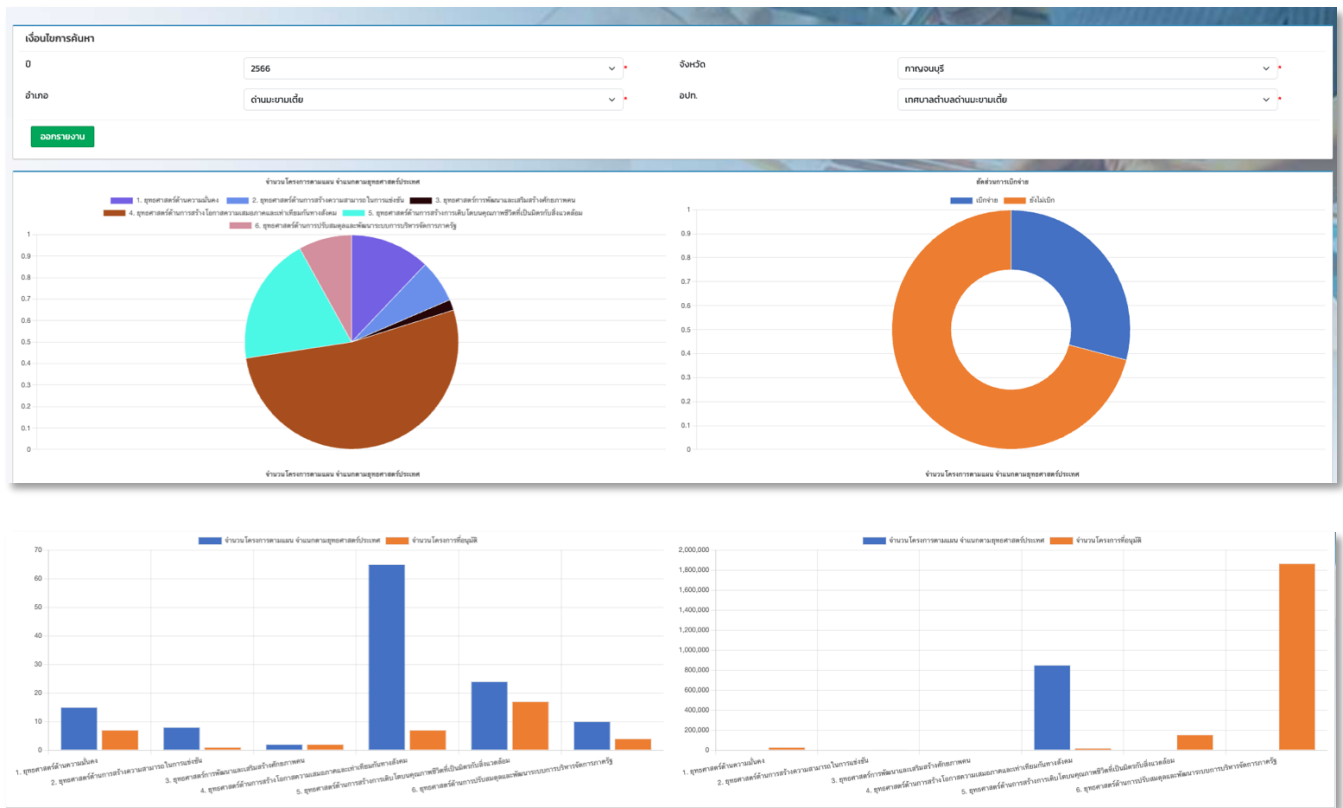 เงื่อนไขการค้นหา
ปี 2566 * จังหวัด กาญจนบุรี *
อำเภอ ด่านมะขามเตี้ย * อปท. เทศบาลตำบลด่านมะขามเตี้ย *
ออกรายงาน
จำนวนโครงการตามแผน จำแนกตามยุทธศาสตร์ประเทศ
1. ยุทธศาสตร์ด้านความมั่นคง 2. ยุทธศาสตร์ด้านการสร้างความสามารถในการแข่งขัน 3. ยุทธศาสตร์การพัฒนาและเสริมสร้างศักยภาพคน
4. ยุทธศาสตร์ด้านการสร้างโอกาสความเสมอภาคและเท่าเทียมกันทางสังคม 5. ยุทธศาสตร์ด้านการสร้างการเติบโตบนคุณภาพชีวิตที่เป็นมิตรกับสิ่งแวดล้อม
6. ยุทธศาสตร์ด้านการปรับสมดุลและพัฒนาระบบการบริหารจัดการภาครัฐ
1
0.9
0.8
0.7
0.6
0.5
0.4
0.3
0.2
0.1
0
จำนวนโครงการตามแผน จำแนกตามยุทธศาสตร์ประเทศ
สัดส่วนการเบิกจ่าย
เบิกจ่าย ยังไม่เบิก
1
0.9
0.8
0.7
0.6
0.5
0.4
0.3
0.2
0.1
0
จำนวนโครงการตามแผน จำแนกตามยุทธศาสตร์ประเทศ
จำนวนโครงการตามแผน จำแนกตามยุทธศาสตร์ประเทศ จำนวนโครงการที่อนุมัติ
70
60
50
40
30
20
10
0
1. ยุทธศาสตร์ด้านความมั่นคง
2. ยุทธศาสตร์ด้านการสร้างความสามารถในการแข่งขัน
3. ยุทธศาสตร์การพัฒนาและเสริมสร้างศักยภาพคน
4. ยุทธศาสตร์ด้านการสร้างโอกาสความเสมอภาคและเท่าเทียมกันทางสังคม
5. ยุทธศาสตร์ด้านการสร้างการเติบโตบนคุณภาพชีวิตที่เป็นมิตรกับสิ่งแวดล้อม
6. ยุทธศาสตร์ด้านการปรับสมดุลและพัฒนาระบบการบริหารจัดการภาครัฐ
จำนวนโครงการตามแผน จำแนกตามยุทธศาสตร์ประเทศ จำนวนโครงการที่อนุมัติ
2,000,000
1,800,000
1,600,000
1,400,000
1,200,000
1,000,000
800,000
600,000
400,000
200,000
0
1. ยุทธศาสตร์ด้านความมั่นคง
2. ยุทธศาสตร์ด้านการสร้างความสามารถในการแข่งขัน
3. ยุทธศาสตร์การพัฒนาและเสริมสร้างศักยภาพคน
4. ยุทธศาสตร์ด้านการสร้างโอกาสความเสมอภาคและเท่าเทียมกันทางสังคม
5. ยุทธศาสตร์ด้านการสร้างการเติบโตบนคุณภาพชีวิตที่เป็นมิตรกับสิ่งแวดล้อม
6. ยุทธศาสตร์ด้านการปรับสมดุลและพัฒนาระบบการบริหารจัดการภาครัฐ